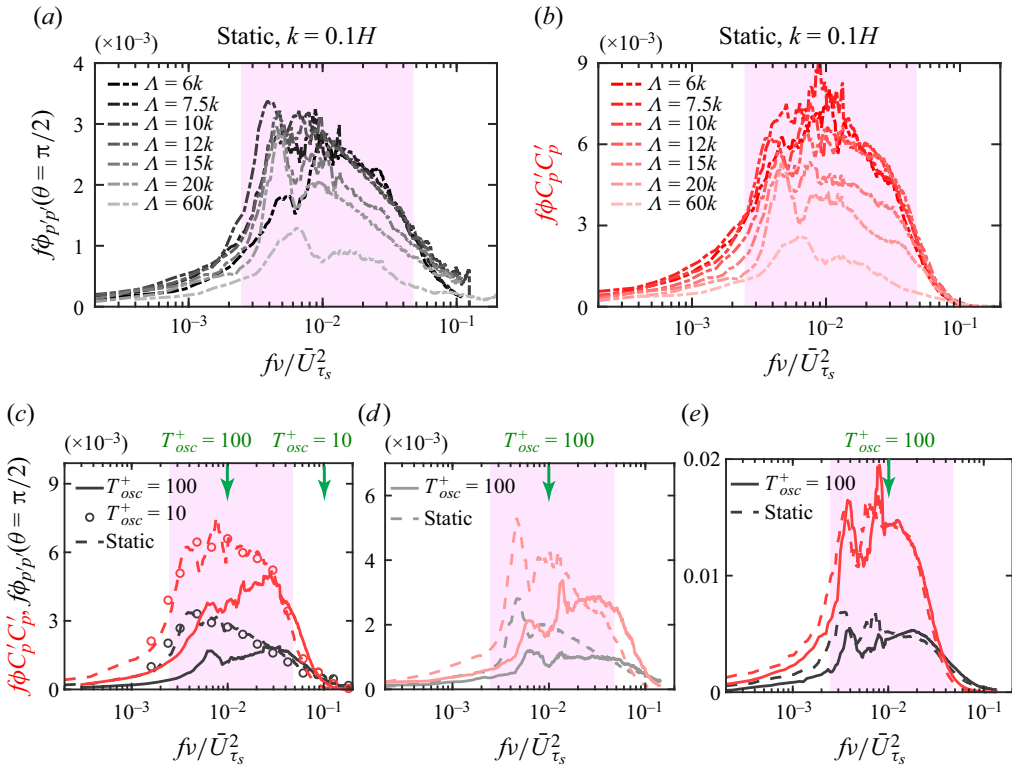 (a)
Static, k = 0.1H
(×10⁻³)
4
3
2
1
0
Λ = 6k
Λ = 7.5k
Λ = 10k
Λ = 12k
Λ = 15k
Λ = 20k
Λ = 60k
fϕp′p′(θ = π/2)
10⁻³
10⁻²
10⁻¹
fν/Ū²τs
(b)
Static, k = 0.1H
(×10⁻³)
9
6
3
0
Λ = 6k
Λ = 7.5k
Λ = 10k
Λ = 12k
Λ = 15k
Λ = 20k
Λ = 60k
fϕC′pC′p
10⁻³
10⁻²
10⁻¹
fν/Ū²τs
(c)
(×10⁻³)
T⁺osc = 100
T⁺osc = 10
9
6
3
0
T⁺osc = 100
T⁺osc = 10
Static
fϕC′pC′p, fϕp′p′(θ = π/2)
10⁻³
10⁻²
10⁻¹
fν/Ū²τs
(d)
(×10⁻³)
T⁺osc = 100
6
4
2
0
T⁺osc = 100
Static
10⁻³
10⁻²
10⁻¹
fν/Ū²τs
(e)
T⁺osc = 100
0.02
0.01
0
T⁺osc = 100
Static
10⁻³
10⁻²
10⁻¹
fν/Ū²τs